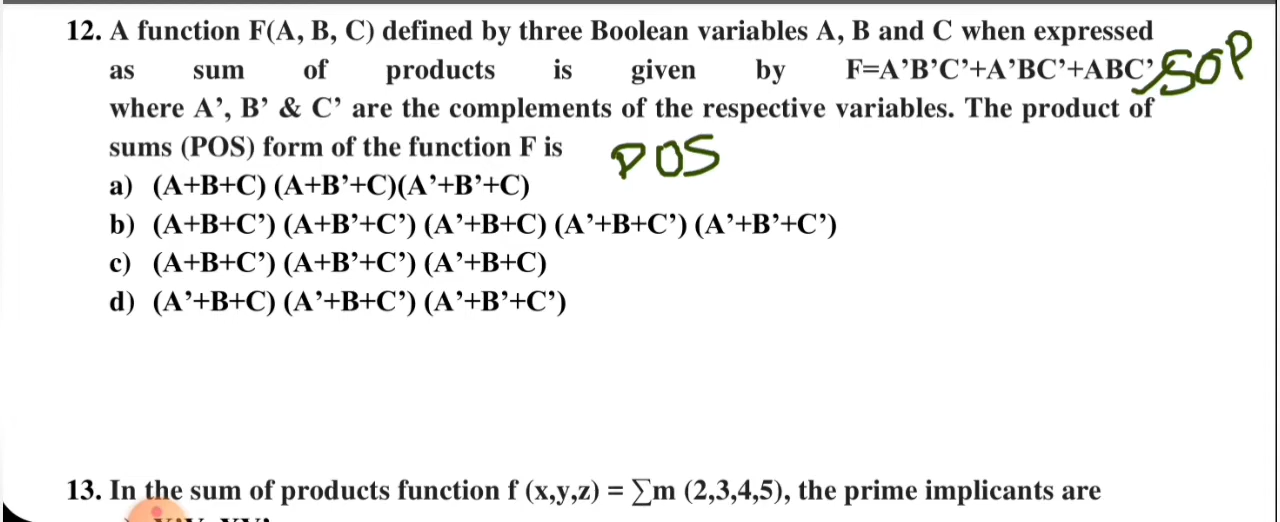 12. A function F(A, B, C) defined by three Boolean variables A, B and C when expressed
as sum of products is given by F=A’B’C’+A’BC’+ABC’ SOP
where A’, B’ & C’ are the complements of the respective variables. The product of
sums (POS) form of the function F is POS
a) (A+B+C) (A+B’+C)(A’+B’+C)
b) (A+B+C’) (A+B’+C’) (A’+B+C) (A’+B+C’) (A’+B’+C’)
c) (A+B+C’) (A+B’+C’) (A’+B+C)
d) (A’+B+C) (A’+B+C’) (A’+B’+C’)
13. In the sum of products function f (x,y,z) = ∑m (2,3,4,5), the prime implicants are